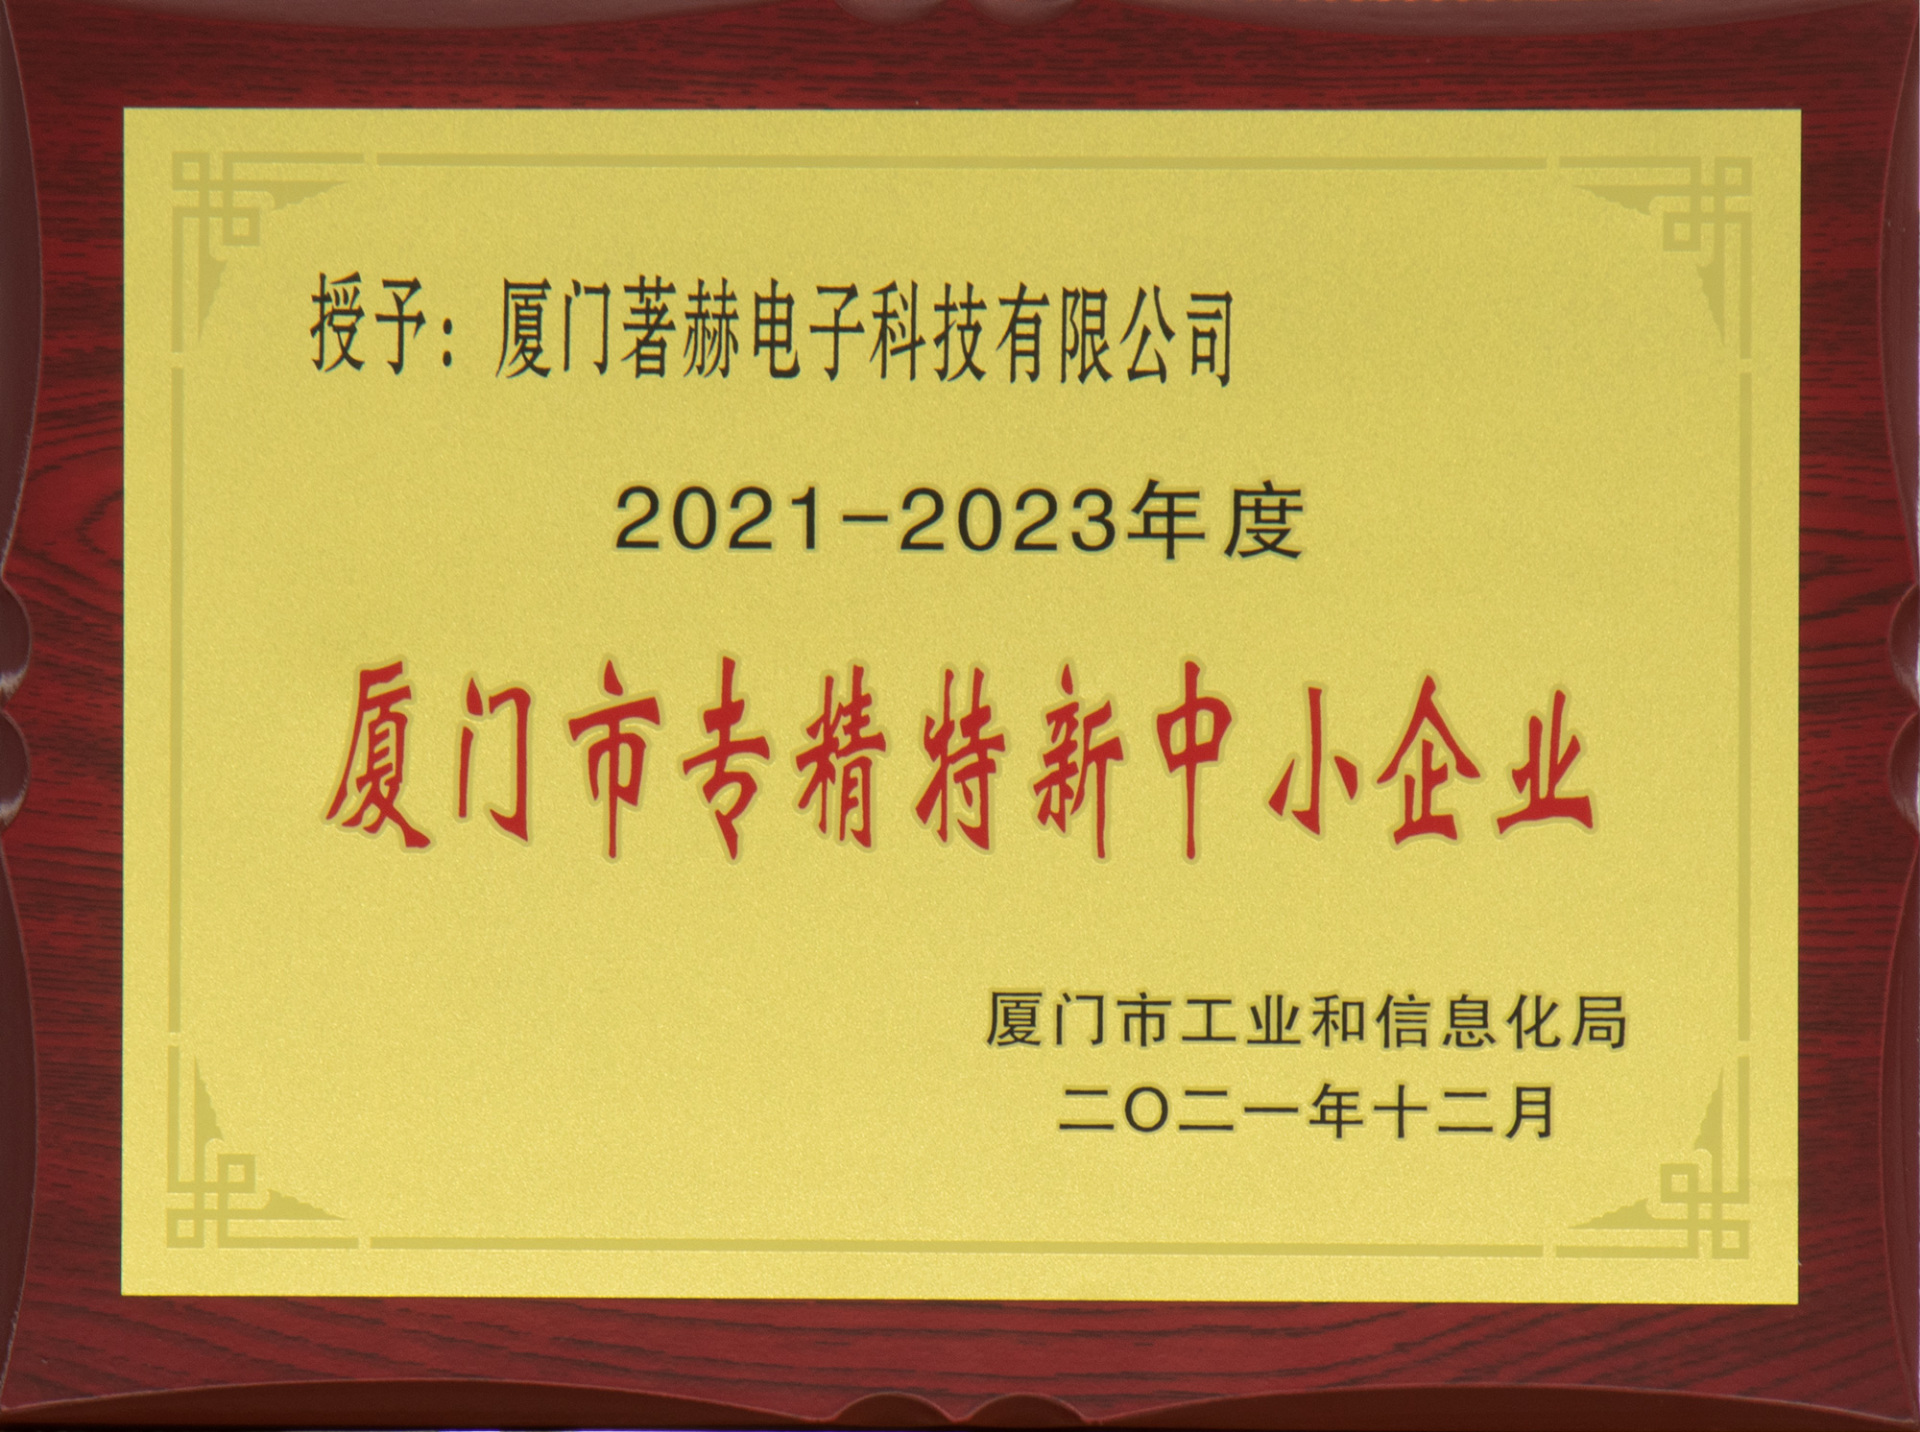 授予：厦门著赫电子科技有限公司
2021-2023年度
厦门市专精特新中小企业
厦门市工业和信息化局
二〇二一年十二月